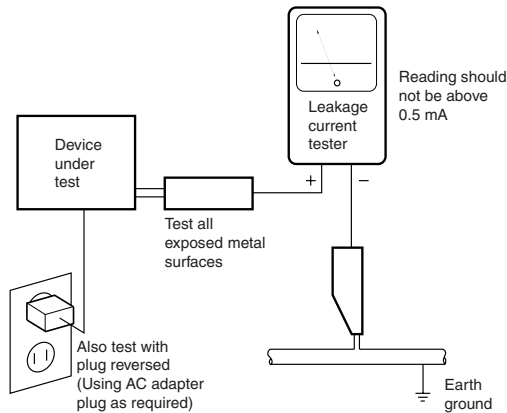 Leakage
current
tester
Reading should
not be above
0.5 mA
Device
under
test
+
−
Test all
exposed metal
surfaces
Also test with
plug reversed
(Using AC adapter
plug as required)
Earth
ground